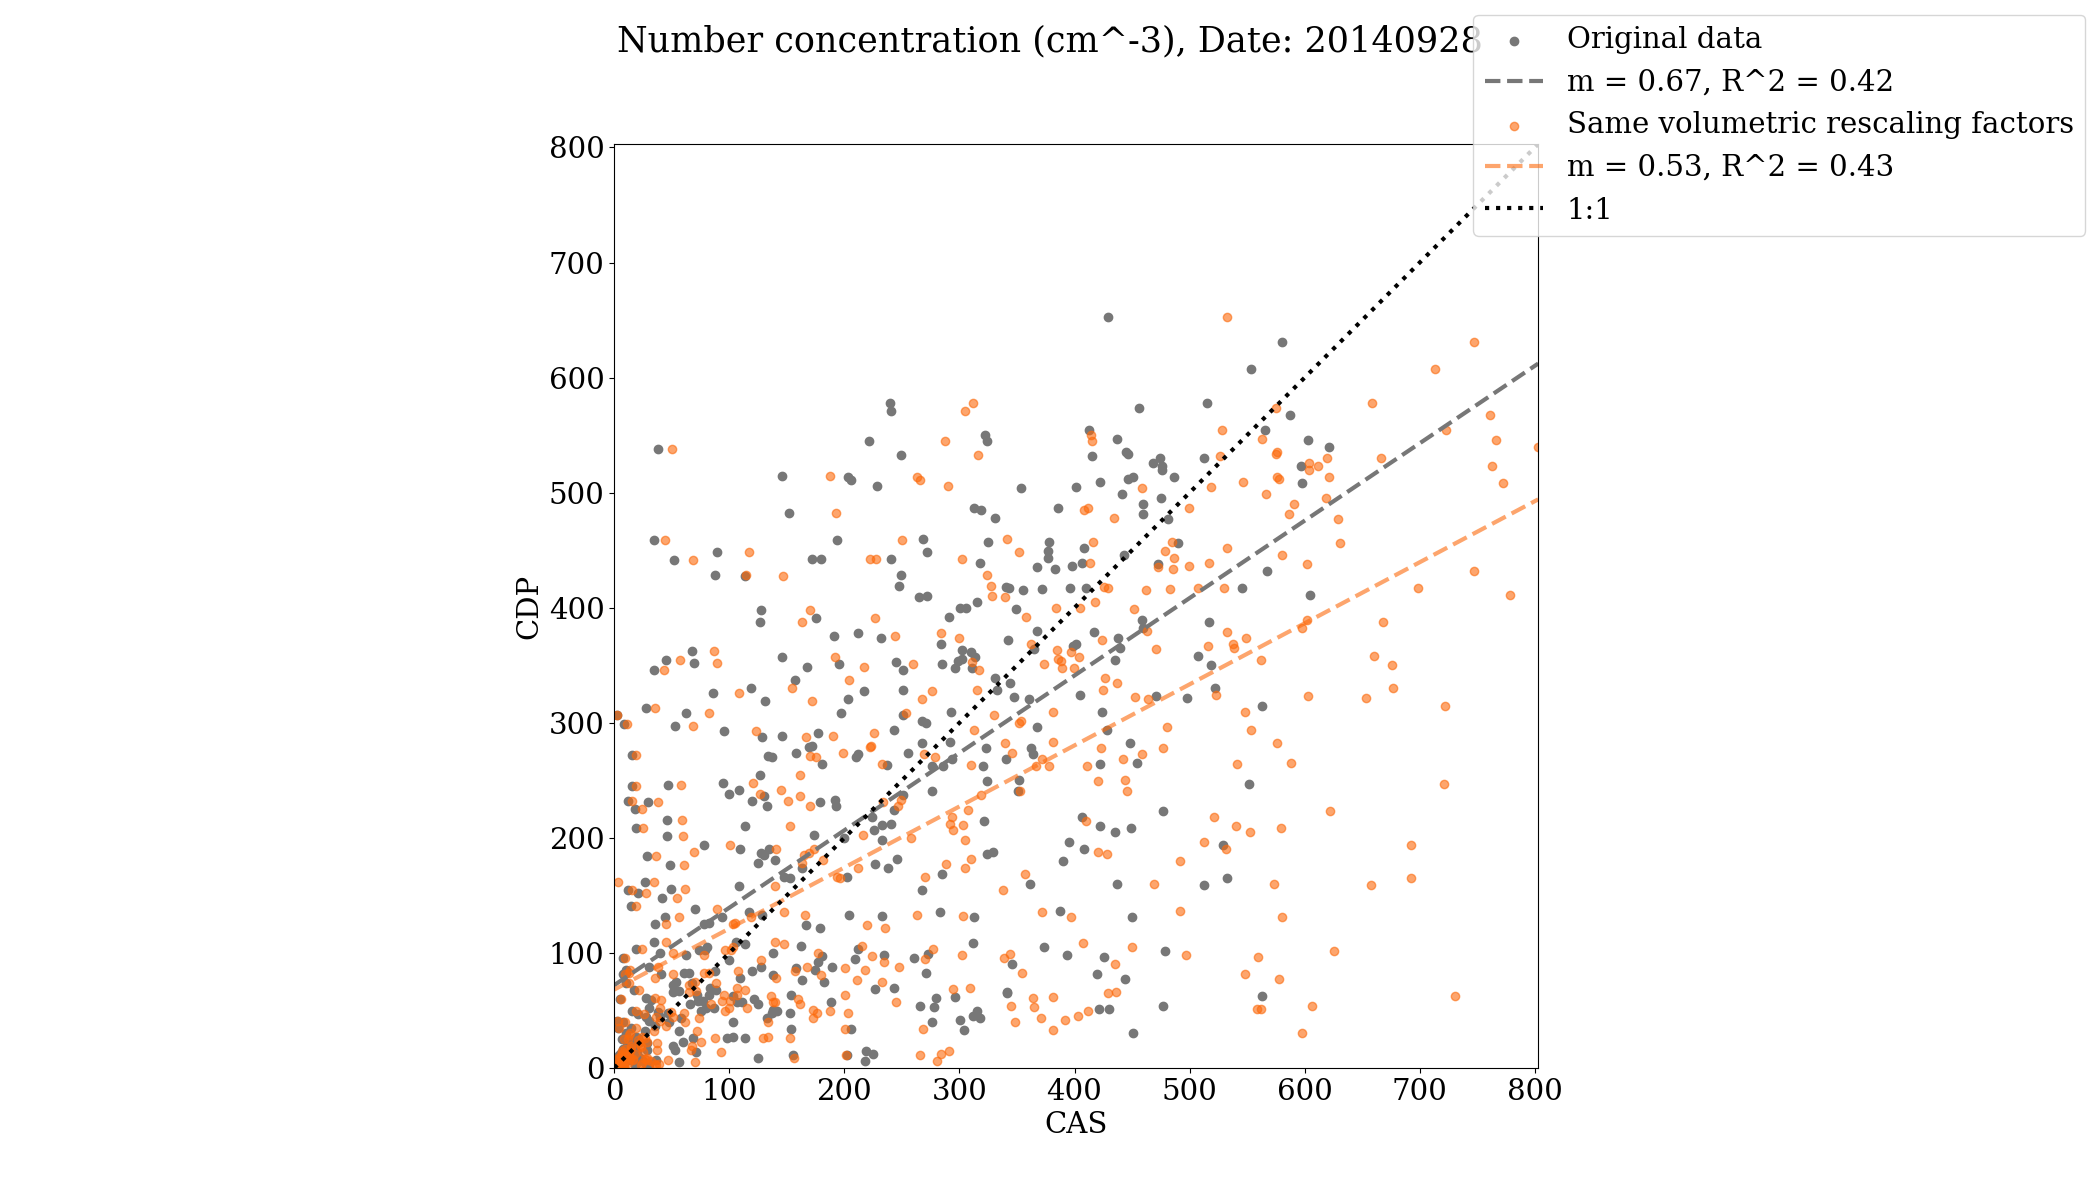 Number concentration (cm^-3), Date: 20140928
Original data
m = 0.67, R^2 = 0.42
Same volumetric rescaling factors
m = 0.53, R^2 = 0.43
1:1
800
700
600
500
400
300
200
100
0
CDP
0 100 200 300 400 500 600 700 800
CAS